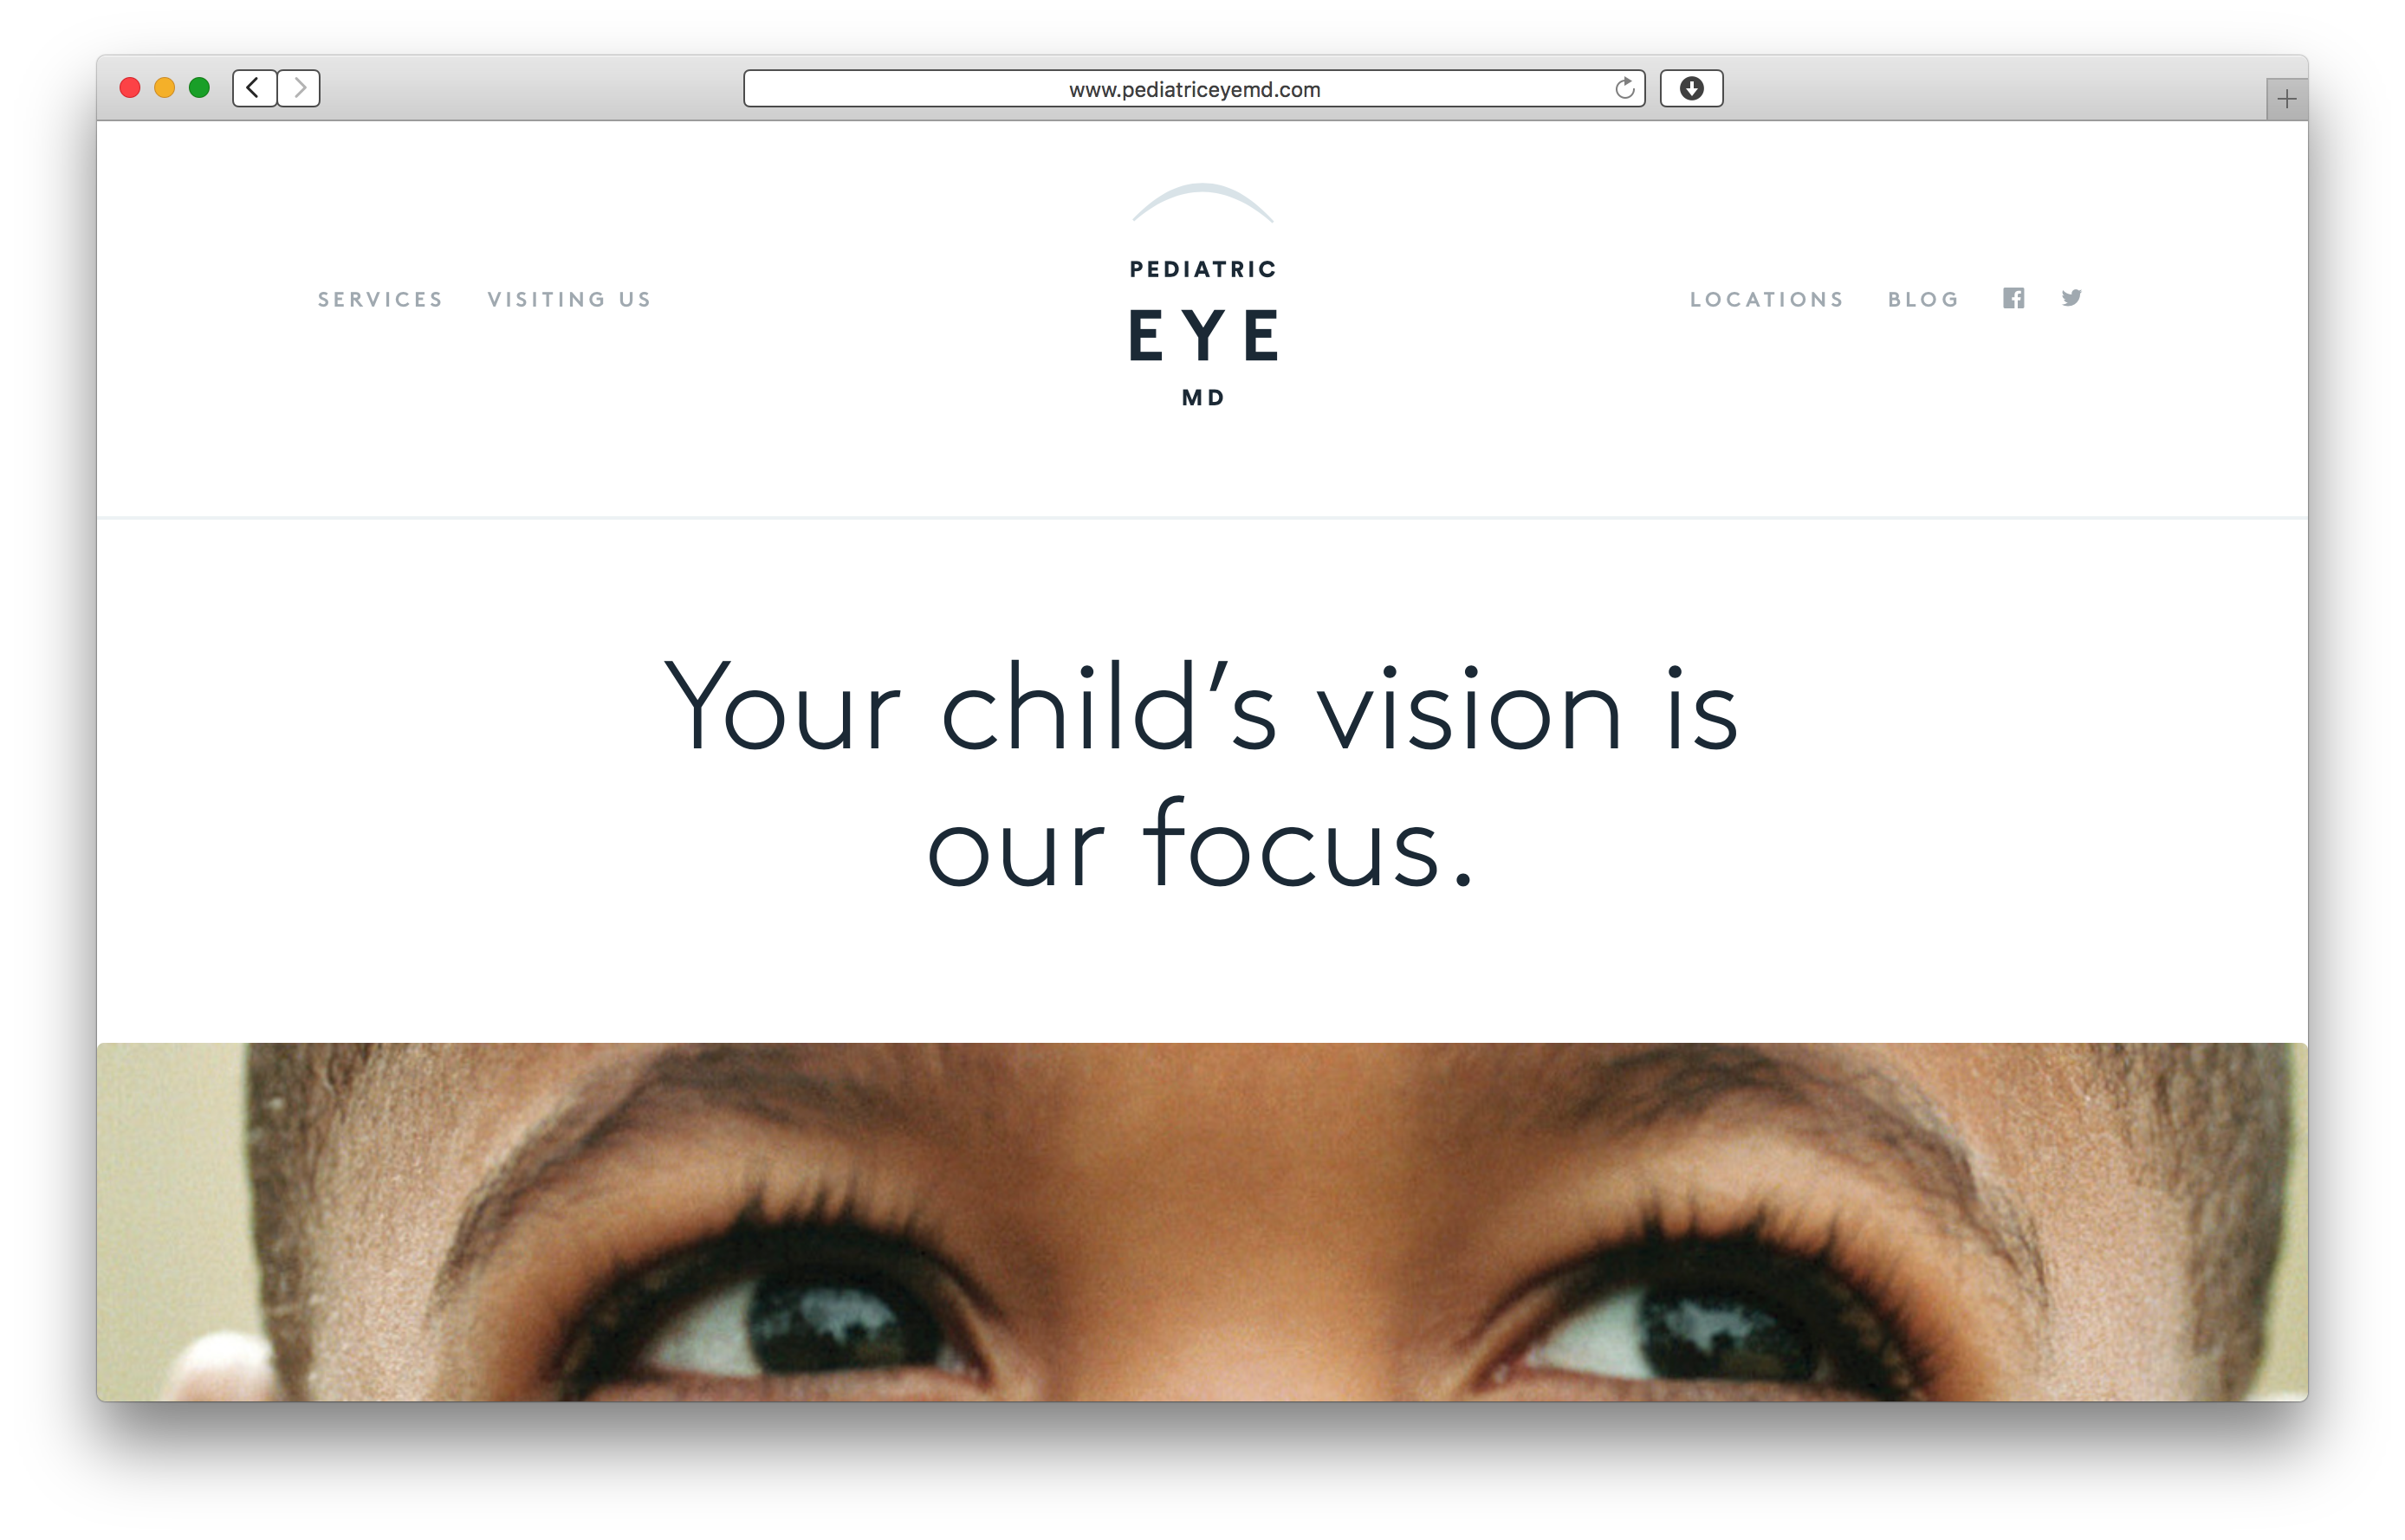 www.pediatriceyemd.com
SERVICES VISITING US
PEDIATRIC
EYE
MD
LOCATIONS BLOG
Your child’s vision is
our focus.